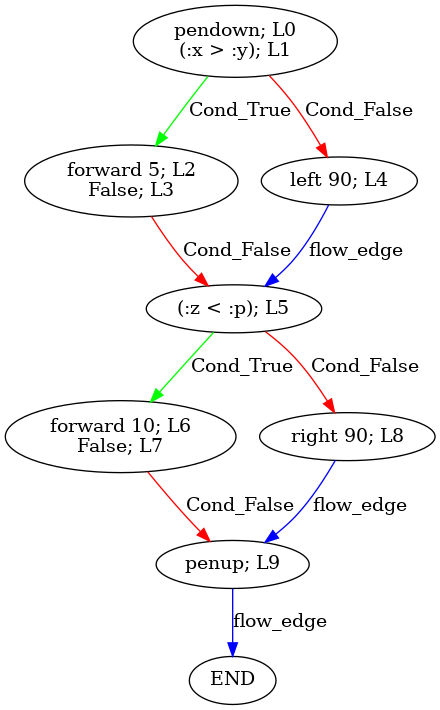 pendown; L0
(:x > :y); L1
Cond_True
Cond_False
forward 5; L2
False; L3
left 90; L4
Cond_False
flow_edge
(:z < :p); L5
Cond_True
Cond_False
forward 10; L6
False; L7
right 90; L8
Cond_False
flow_edge
penup; L9
flow_edge
END